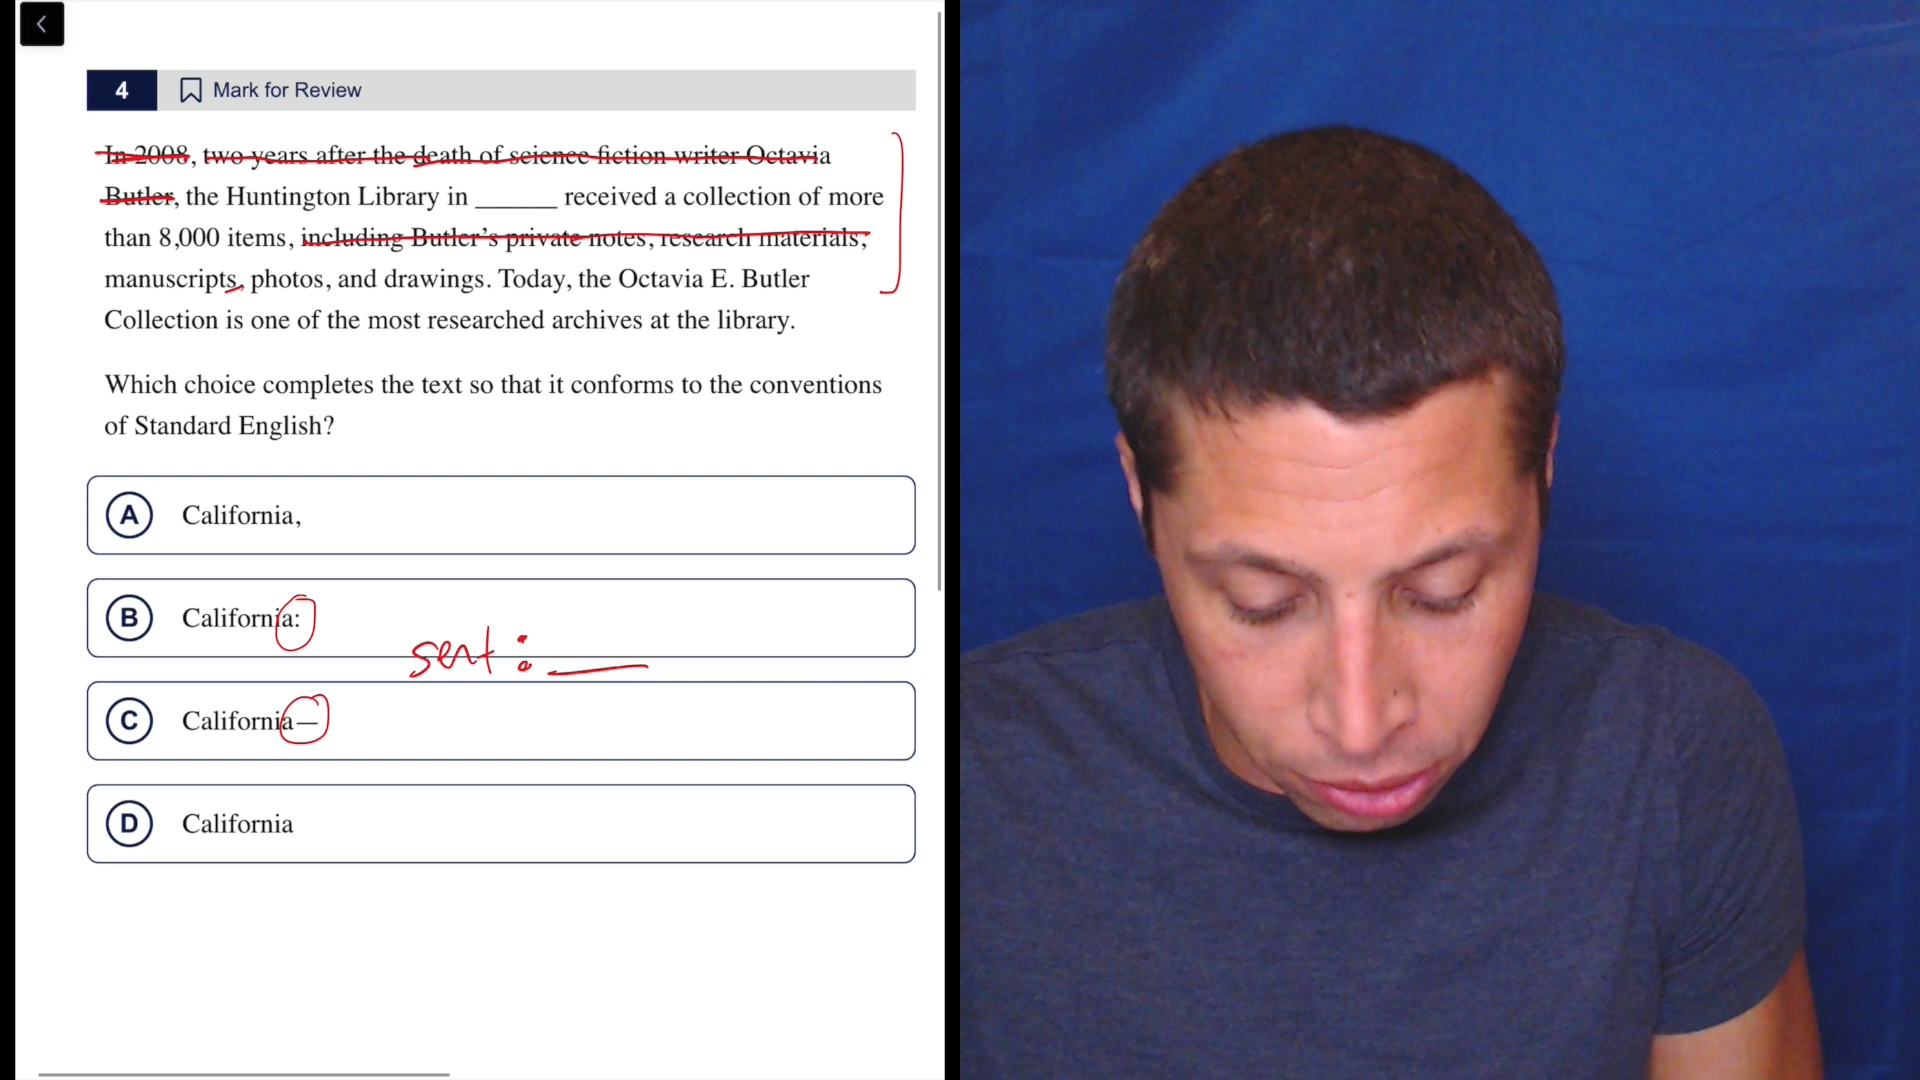 4 Mark for Review
In 2008, two years after the death of science fiction writer Octavia
Butler, the Huntington Library in ______ received a collection of more
than 8,000 items, including Butler's private notes, research materials,
manuscripts, photos, and drawings. Today, the Octavia E. Butler
Collection is one of the most researched archives at the library.
Which choice completes the text so that it conforms to the conventions
of Standard English?
A California,
B California:
sent : ___
C California—
D California